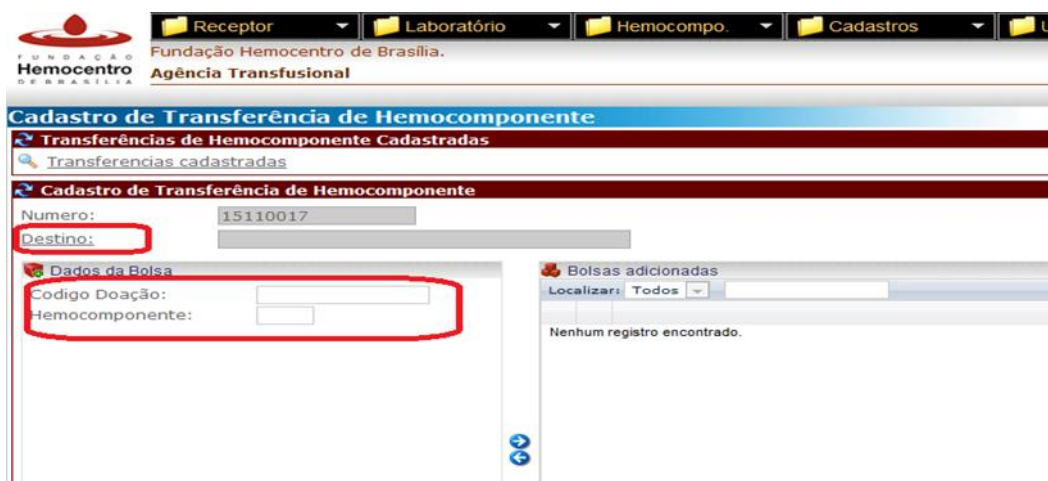 Receptor Laboratório Hemocompo. Cadastros U
FUNDAÇÃO
Hemocentro
DE BRASÍLIA
Fundação Hemocentro de Brasília.
Agência Transfusional
Cadastro de Transferência de Hemocomponente
Transferências de Hemocomponente Cadastradas
Transferencias cadastradas
Cadastro de Transferência de Hemocomponente
Numero: 15110017
Destino:
Dados da Bolsa
Codigo Doação:
Hemocomponente:
Bolsas adicionadas
Localizar: Todos
Nenhum registro encontrado.